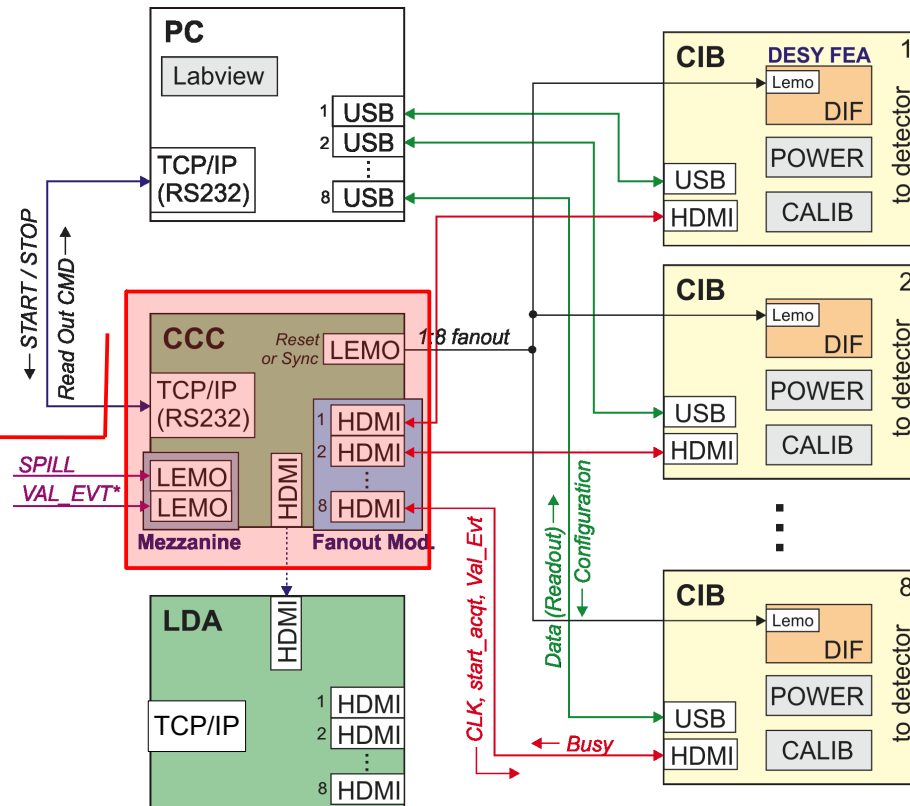 PC
Labview
1 USB
2 USB
⋮
8 USB
TCP/IP
(RS232)
← START / STOP
Read Out CMD →
CCC
Reset
or Sync
LEMO
1:8 fanout
TCP/IP
(RS232)
1 HDMI
2 HDMI
⋮
8 HDMI
HDMI
LEMO
LEMO
SPILL
VAL_EVT*
Mezzanine
Fanout Mod.
LDA
HDMI
TCP/IP
1 HDMI
2 HDMI
⋮
8 HDMI
CLK, start_acqt, Val_Evt
← Busy
Data (Readout) →
← Configuration
CIB
1
DESY FEA
Lemo
DIF
POWER
CALIB
USB
HDMI
to detector
CIB
2
Lemo
DIF
POWER
CALIB
USB
HDMI
to detector
⋮
CIB
8
Lemo
DIF
POWER
CALIB
USB
HDMI
to detector